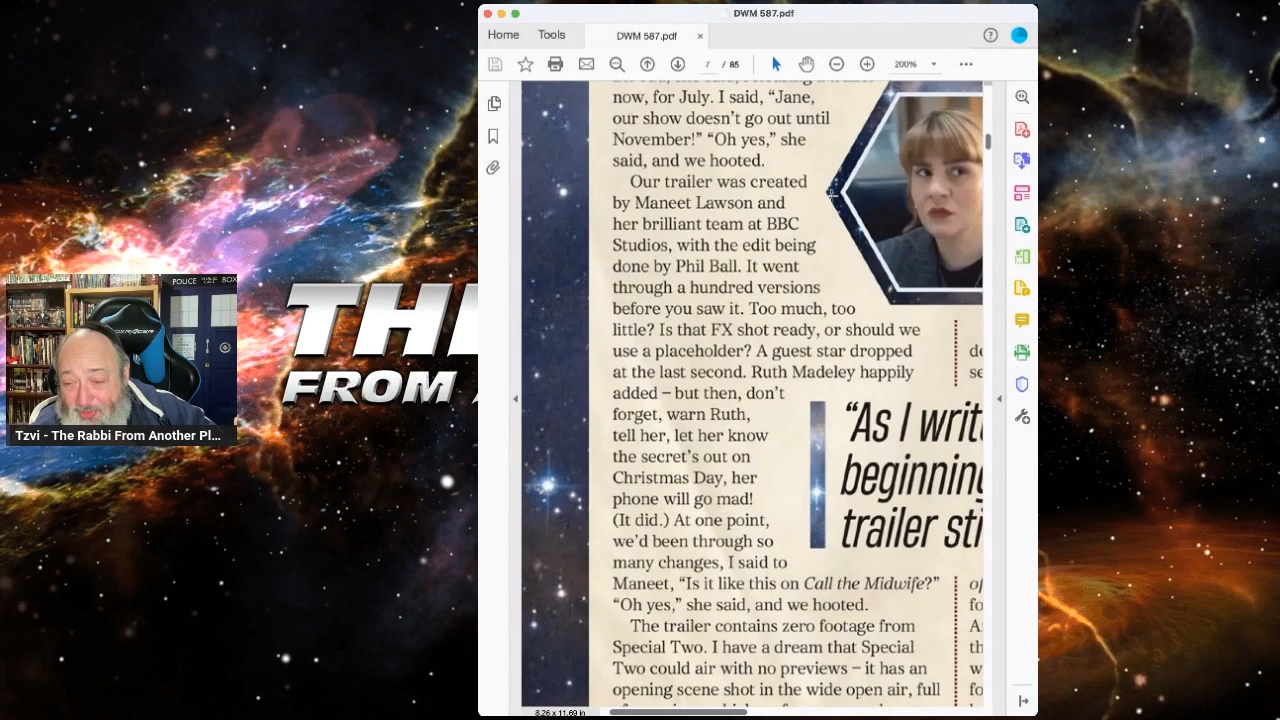 DWM 587.pdf
Home
Tools
DWM 587.pdf
7 / 85
200%
now, for July. I said, “Jane,
our show doesn’t go out until
November!” “Oh yes,” she
said, and we hooted.
Our trailer was created
by Maneet Lawson and
her brilliant team at BBC
Studios, with the edit being
done by Phil Ball. It went
through a hundred versions
before you saw it. Too much, too
little? Is that FX shot ready, or should we
use a placeholder? A guest star dropped
at the last second. Ruth Madeley happily
added – but then, don’t
forget, warn Ruth,
tell her, let her know
the secret’s out on
Christmas Day, her
phone will go mad!
(It did.) At one point,
we’d been through so
many changes, I said to
Maneet, “Is it like this on Call the Midwife?”
“Oh yes,” she said, and we hooted.
The trailer contains zero footage from
Special Two. I have a dream that Special
Two could air with no previews – it has an
opening scene shot in the wide open air, full
“As I writ
beginning
trailer sti
de
se
of
fo
A
th
w
fo
8.26 x 11.69 in
POLICE
BOX
TH
FROM
Tzvi - The Rabbi From Another Pl...